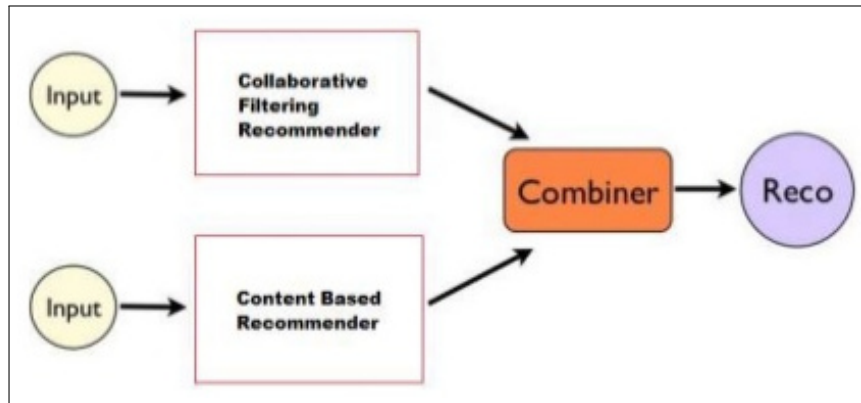 Input
Collaborative
Filtering
Recommender
Combiner
Reco
Input
Content Based
Recommender